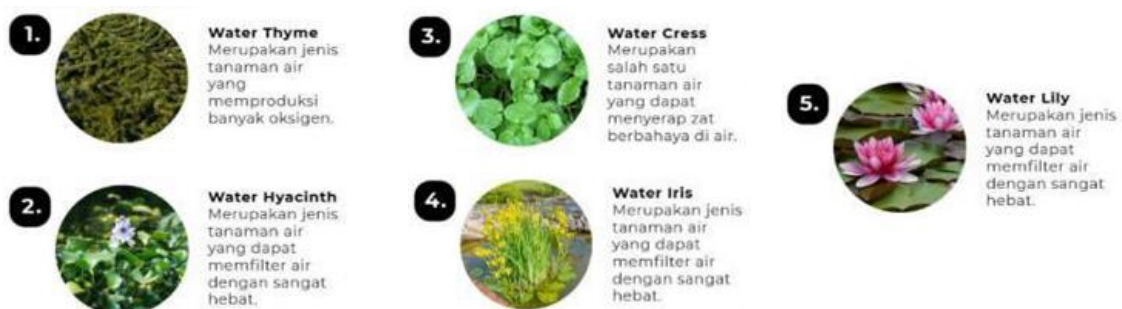 1.
Water Thyme
Merupakan jenis
tanaman air
yang
memproduksi
banyak oksigen.
2.
Water Hyacinth
Merupakan jenis
tanaman air
yang dapat
memfilter air
dengan sangat
hebat.
3.
Water Cress
Merupakan
salah satu
tanaman air
yang dapat
menyerap zat
berbahaya di air.
4.
Water Iris
Merupakan jenis
tanaman air
yang dapat
memfilter air
dengan sangat
hebat.
5.
Water Lily
Merupakan jenis
tanaman air
yang dapat
memfilter air
dengan sangat
hebat.